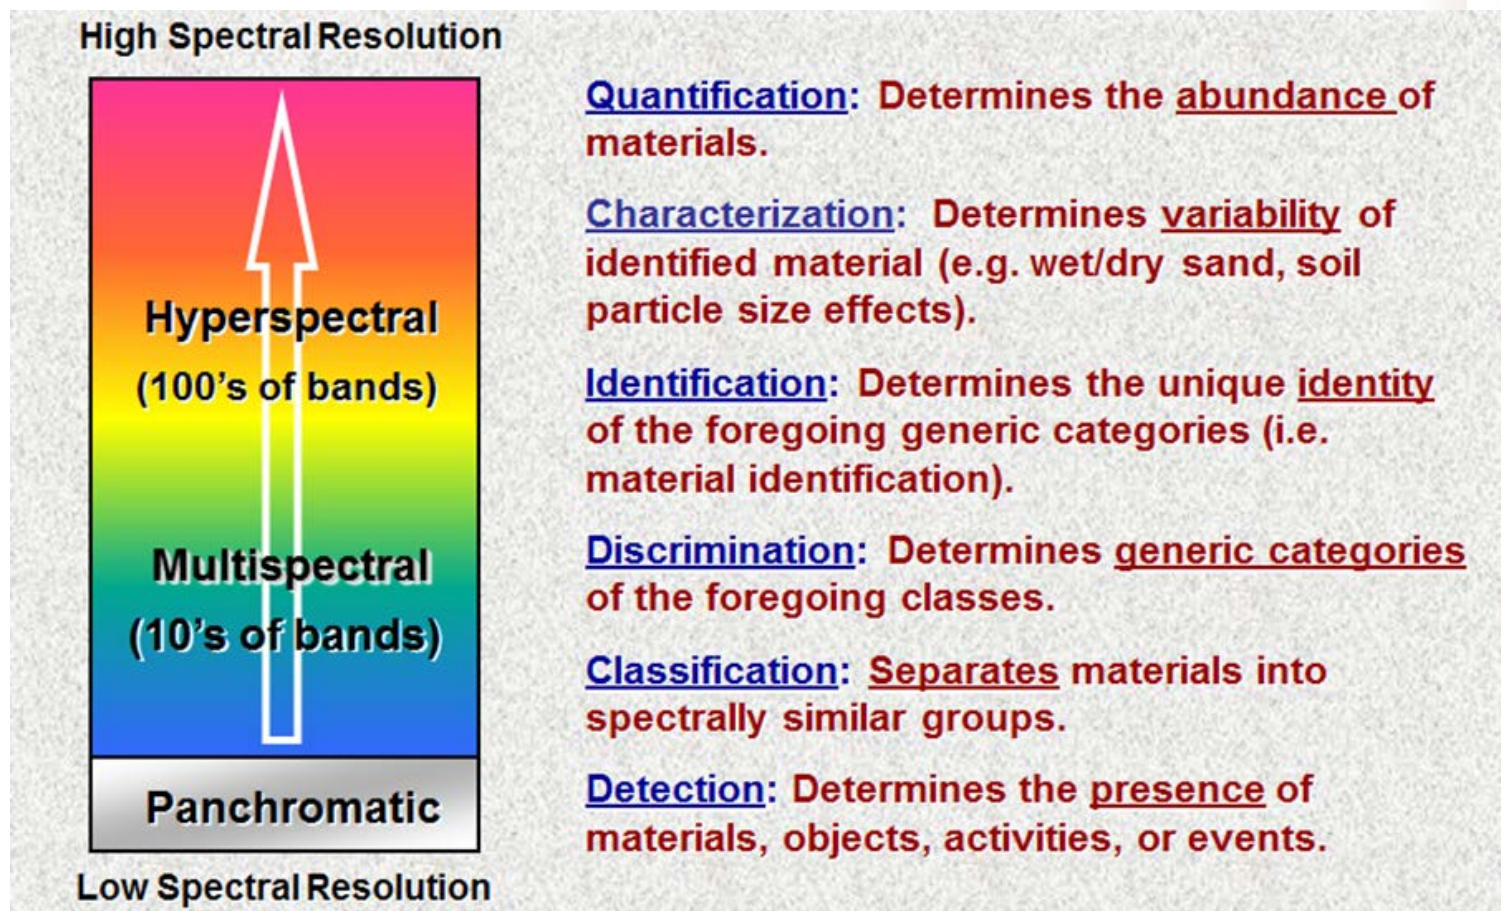 High Spectral Resolution
Hyperspectral
(100’s of bands)
Multispectral
(10’s of bands)
Panchromatic
Low Spectral Resolution
Quantification: Determines the abundance of
materials.
Characterization: Determines variability of
identified material (e.g. wet/dry sand, soil
particle size effects).
Identification: Determines the unique identity
of the foregoing generic categories (i.e.
material identification).
Discrimination: Determines generic categories
of the foregoing classes.
Classification: Separates materials into
spectrally similar groups.
Detection: Determines the presence of
materials, objects, activities, or events.